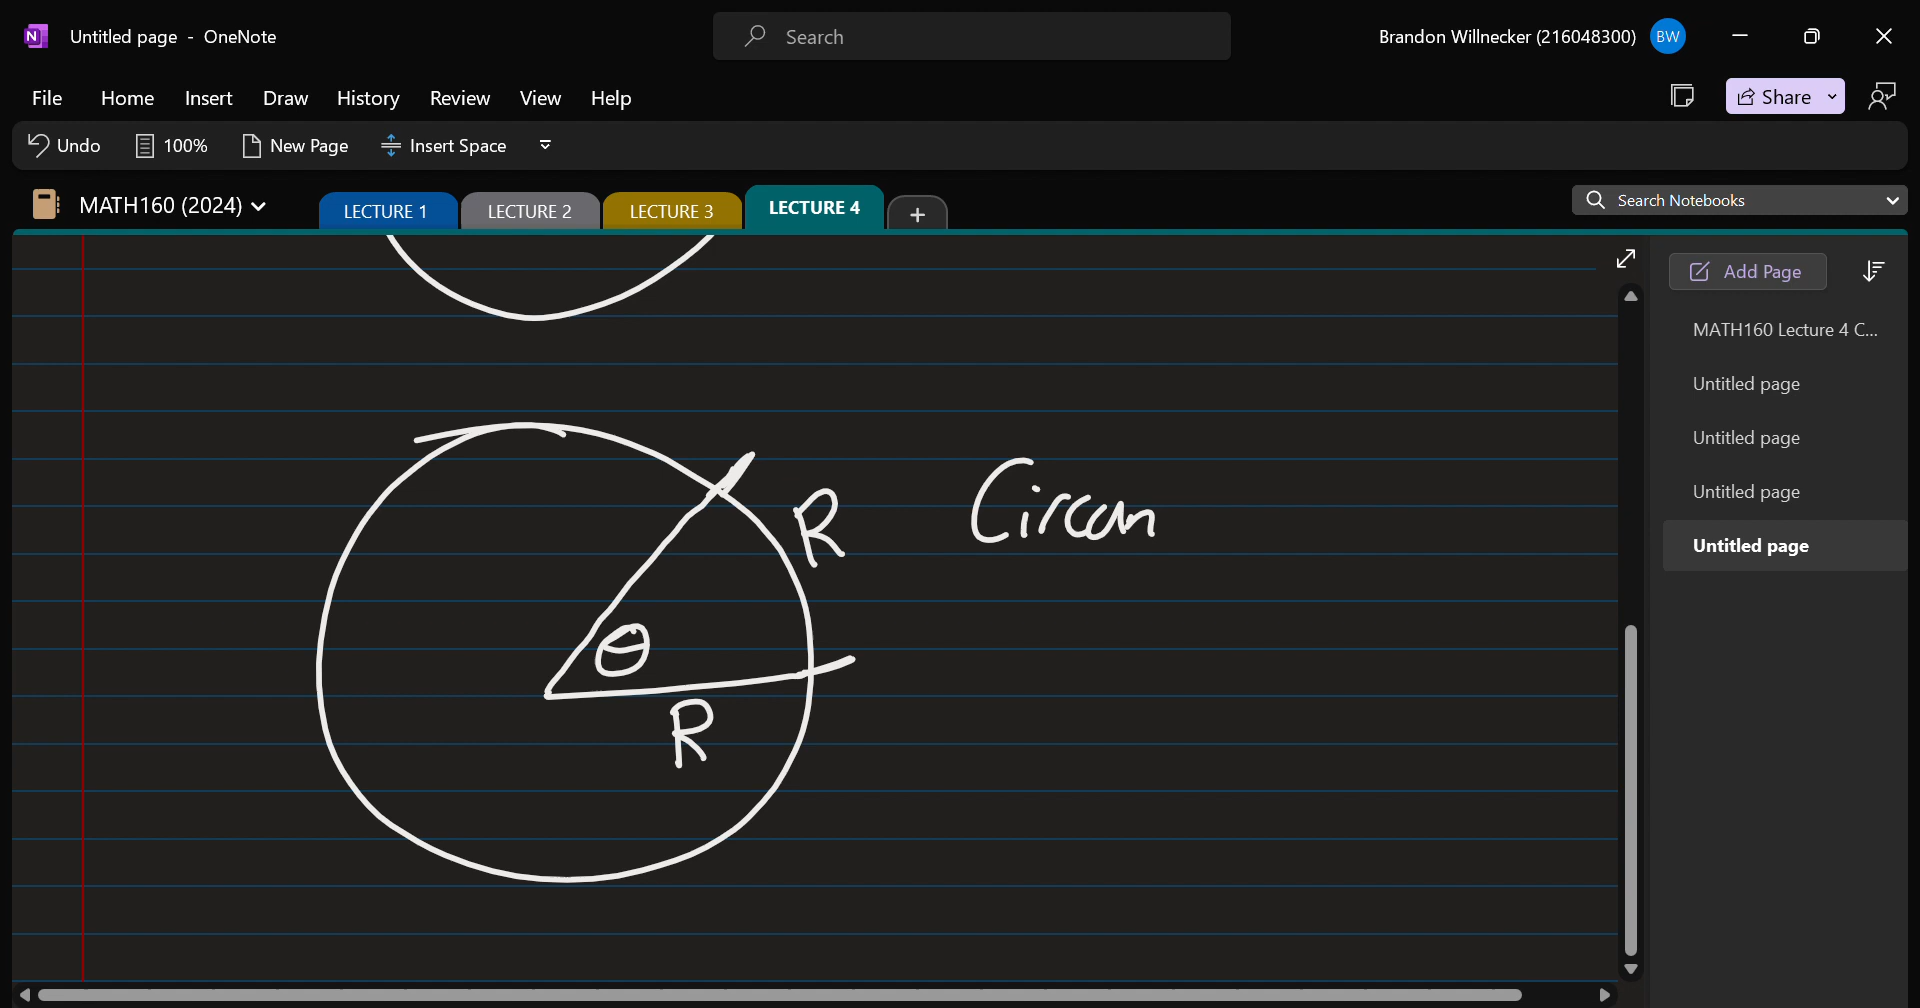 Untitled page - OneNote
Search
Brandon Willnecker (216048300) BW
File Home Insert Draw History Review View Help
Share
Undo 100% New Page Insert Space
MATH160 (2024)
LECTURE 1 LECTURE 2 LECTURE 3 LECTURE 4 +
Search Notebooks
Add Page
MATH160 Lecture 4 C...
Untitled page
Untitled page
Untitled page
Untitled page
R
Circum
θ
R